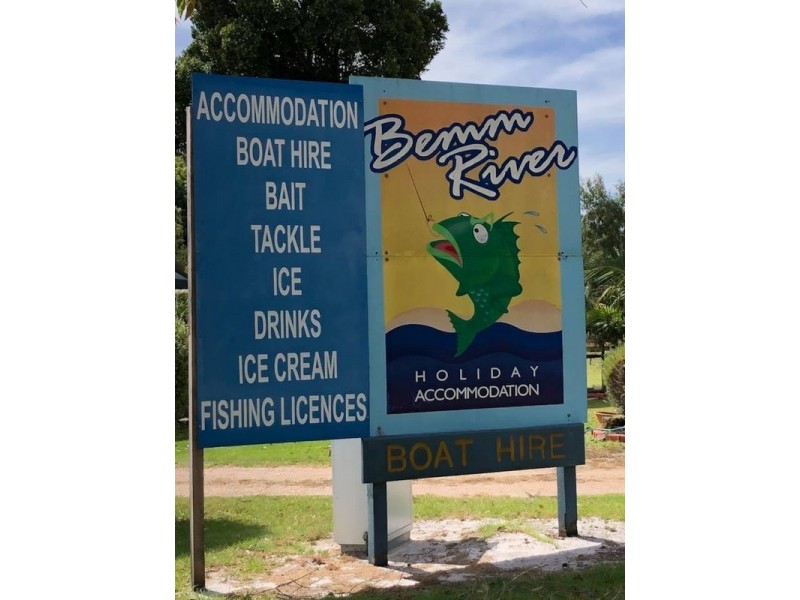 ACCOMMODATION
BOAT HIRE
BAIT
TACKLE
ICE
DRINKS
ICE CREAM
FISHING LICENCES
Bemm
River
HOLIDAY
ACCOMMODATION
BOAT HIRE